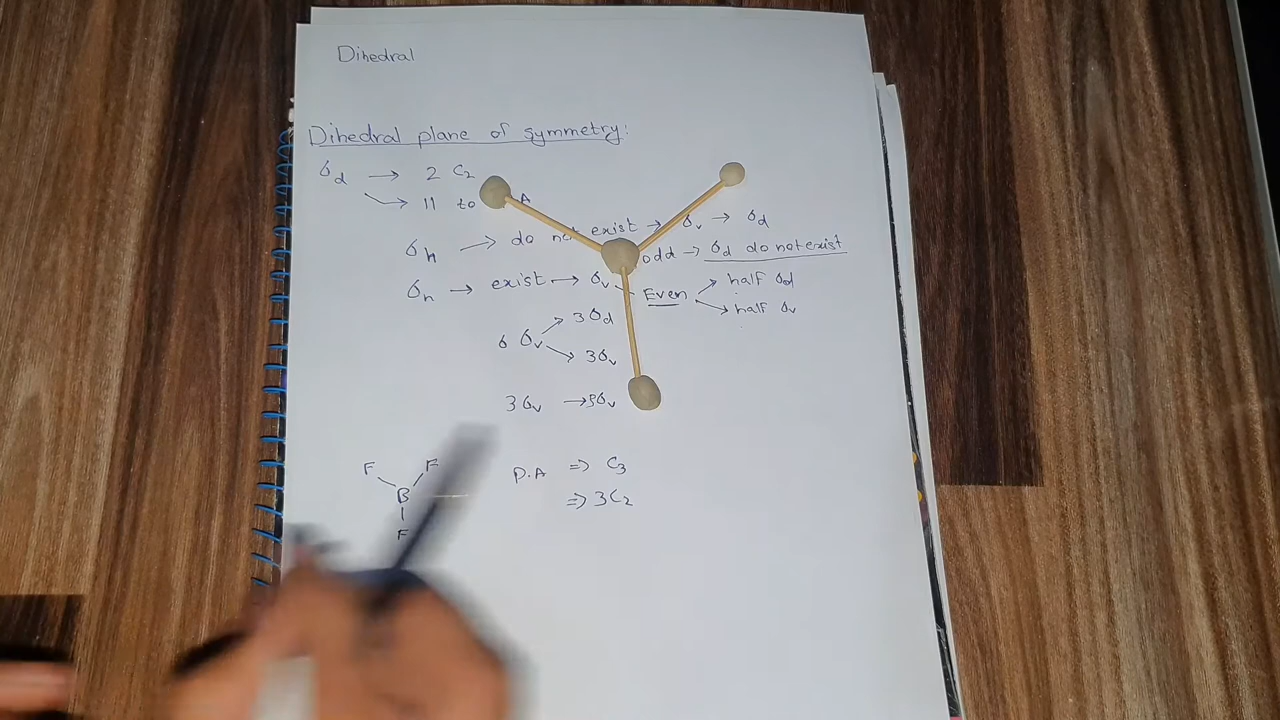 Dihedral
Dihedral plane of symmetry:
σd → 2 C2
→ 11 to A
σh → do not exist → σv → σd
odd → σd do not exist
σh → exist → σv
Even → half σd
→ half σv
6 σv → 3σd
→ 3σv
3σv → 3σv
F F
B
F
P.A ⇒ C3
⇒ 3C2